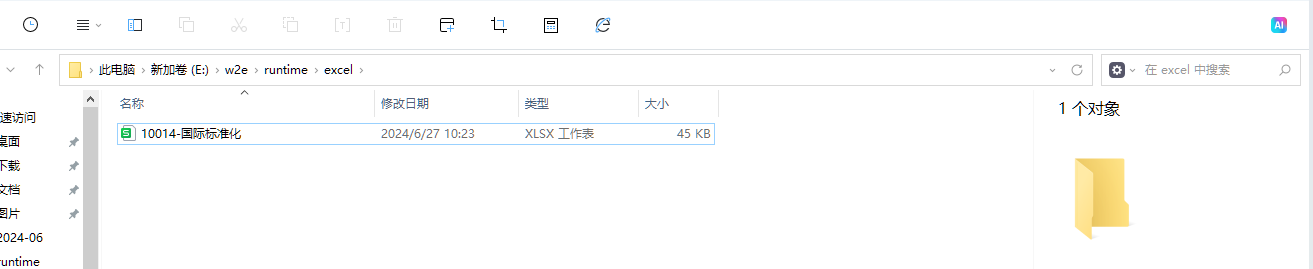 AI
此电脑 › 新加卷 (E:) › w2e › runtime › excel ›
在 excel 中搜索
名称 修改日期 类型 大小
1 个对象
速访问
10014-国际标准化 2024/6/27 10:23 XLSX 工作表 45 KB
桌面
下载
文档
图片
2024-06
runtime